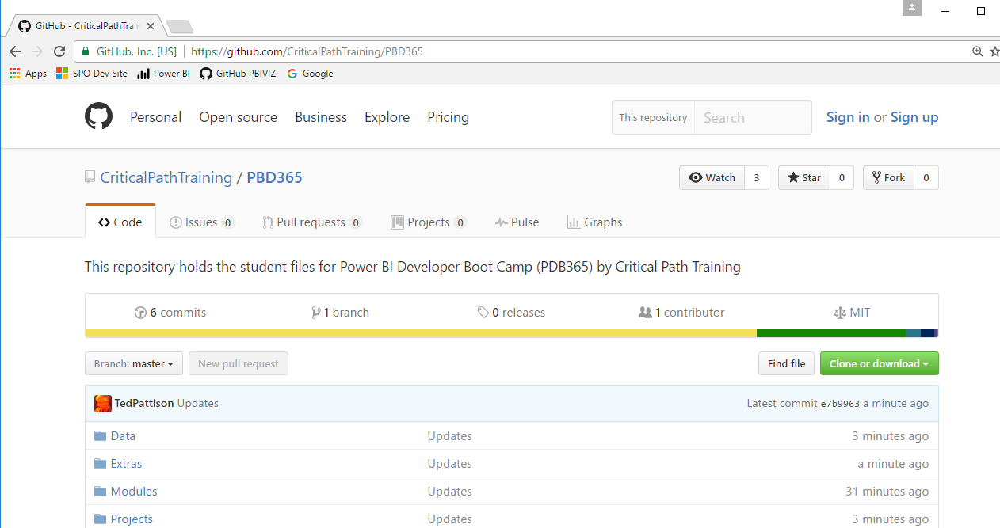 GitHub - CriticalPathTrain
GitHub, Inc. [US] https://github.com/CriticalPathTraining/PBD365
Apps SPO Dev Site Power BI GitHub PBIVIZ Google
Personal Open source Business Explore Pricing This repository Search Sign in or Sign up
CriticalPathTraining / PBD365 Watch 3 Star 0 Fork 0
Code Issues 0 Pull requests 0 Projects 0 Pulse Graphs
This repository holds the student files for Power BI Developer Boot Camp (PDB365) by Critical Path Training
6 commits 1 branch 0 releases 1 contributor MIT
Branch: master New pull request Find file Clone or download
TedPattison Updates Latest commit e7b9963 a minute ago
Data Updates 3 minutes ago
Extras Updates a minute ago
Modules Updates 31 minutes ago
Projects Updates 3 minutes ago